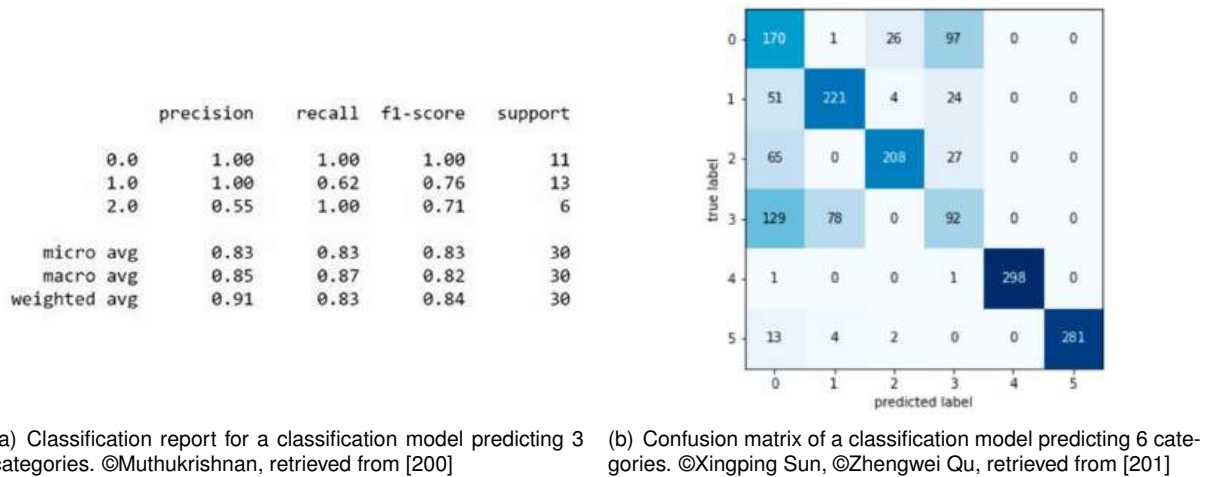 precision recall f1-score support
0.0 1.00 1.00 1.00 11
1.0 1.00 0.62 0.76 13
2.0 0.55 1.00 0.71 6
micro avg 0.83 0.83 0.83 30
macro avg 0.85 0.87 0.82 30
weighted avg 0.91 0.83 0.84 30
a) Classification report for a classification model predicting 3
categories. ©Muthukrishnan, retrieved from [200]
true label
0 170 1 26 97 0 0
1 51 221 4 24 0 0
2 65 0 208 27 0 0
3 129 78 0 92 0 0
4 1 0 0 1 298 0
5 13 4 2 0 0 281
0 1 2 3 4 5
predicted label
(b) Confusion matrix of a classification model predicting 6 cate-
gories. ©Xingping Sun, ©Zhengwei Qu, retrieved from [201]